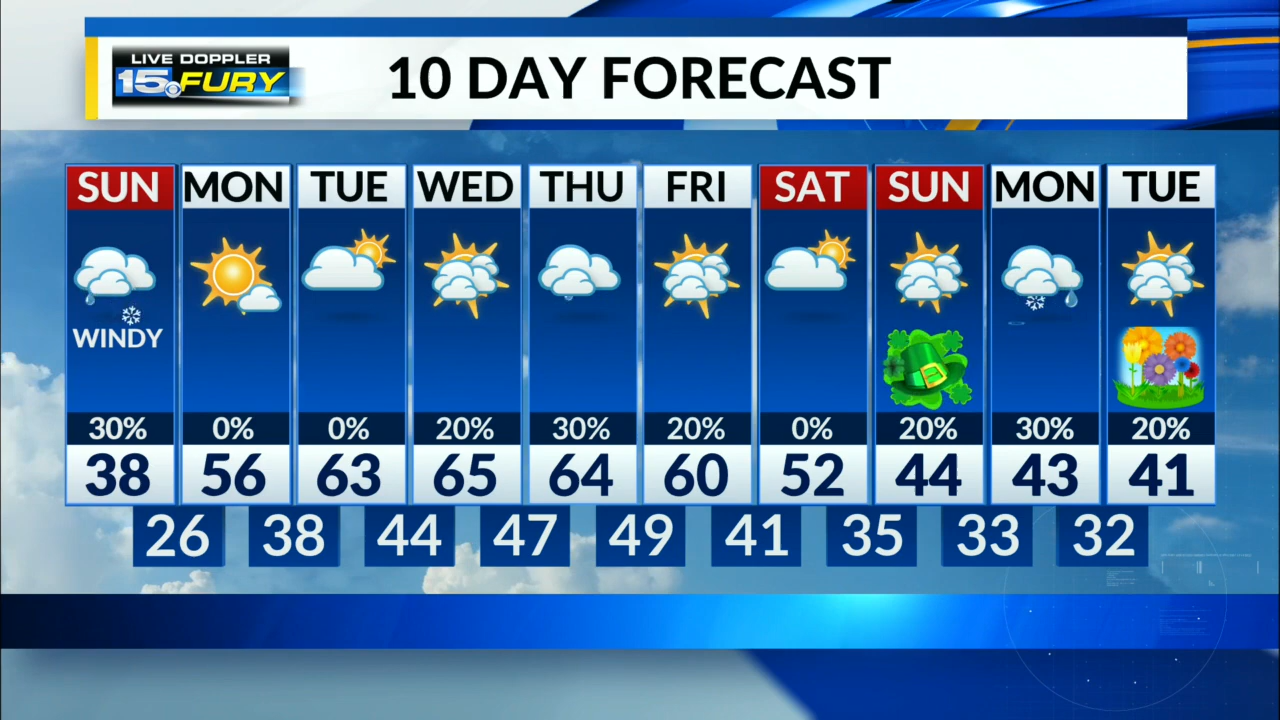 LIVE DOPPLER
15 FURY
10 DAY FORECAST
SUN MON TUE WED THU FRI SAT SUN MON TUE
WINDY
30% 0% 0% 20% 30% 20% 0% 20% 30% 20%
38 56 63 65 64 60 52 44 43 41
26 38 44 47 49 41 35 33 32